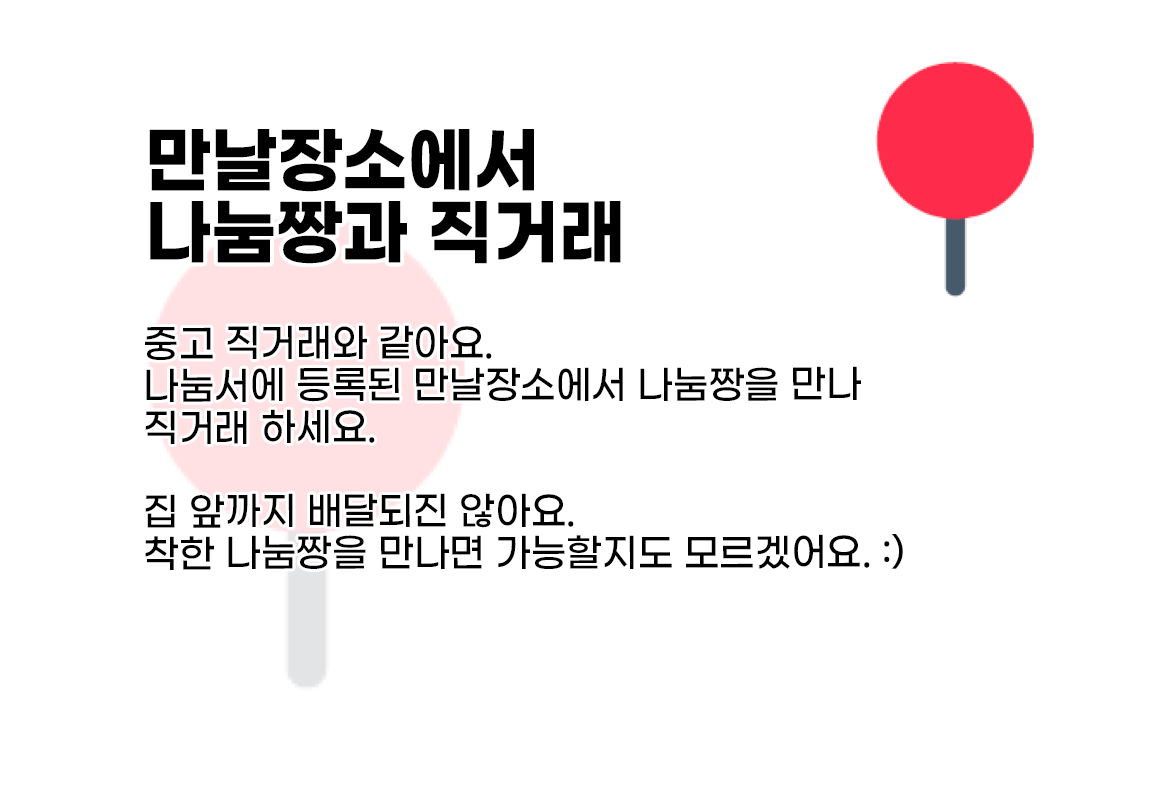 만날장소에서
나눔짱과 직거래
중고 직거래와 같아요.
나눔서에 등록된 만날장소에서 나눔짱을 만나
직거래 하세요.
집 앞까지 배달되진 않아요.
착한 나눔짱을 만나면 가능할지도 모르겠어요. :)